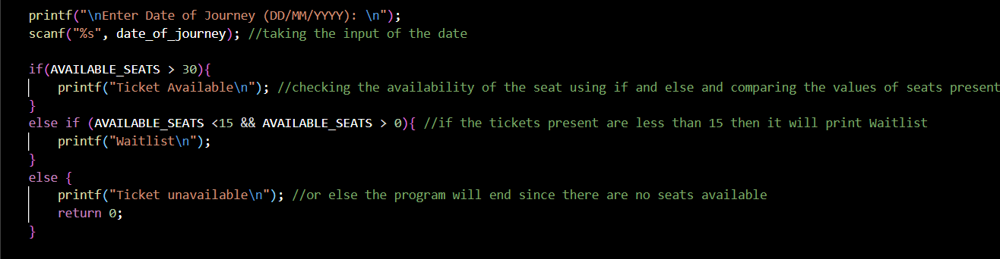 printf("\nEnter Date of Journey (DD/MM/YYYY): \n");
scanf("%s", date_of_journey); //taking the input of the date
if(AVAILABLE_SEATS > 30){
printf("Ticket Available\n"); //checking the availability of the seat using if and else and comparing the values of seats present
}
else if (AVAILABLE_SEATS <15 && AVAILABLE_SEATS > 0){ //if the tickets present are less than 15 then it will print Waitlist
printf("Waitlist\n");
}
else {
printf("Ticket unavailable\n"); //or else the program will end since there are no seats available
return 0;
}